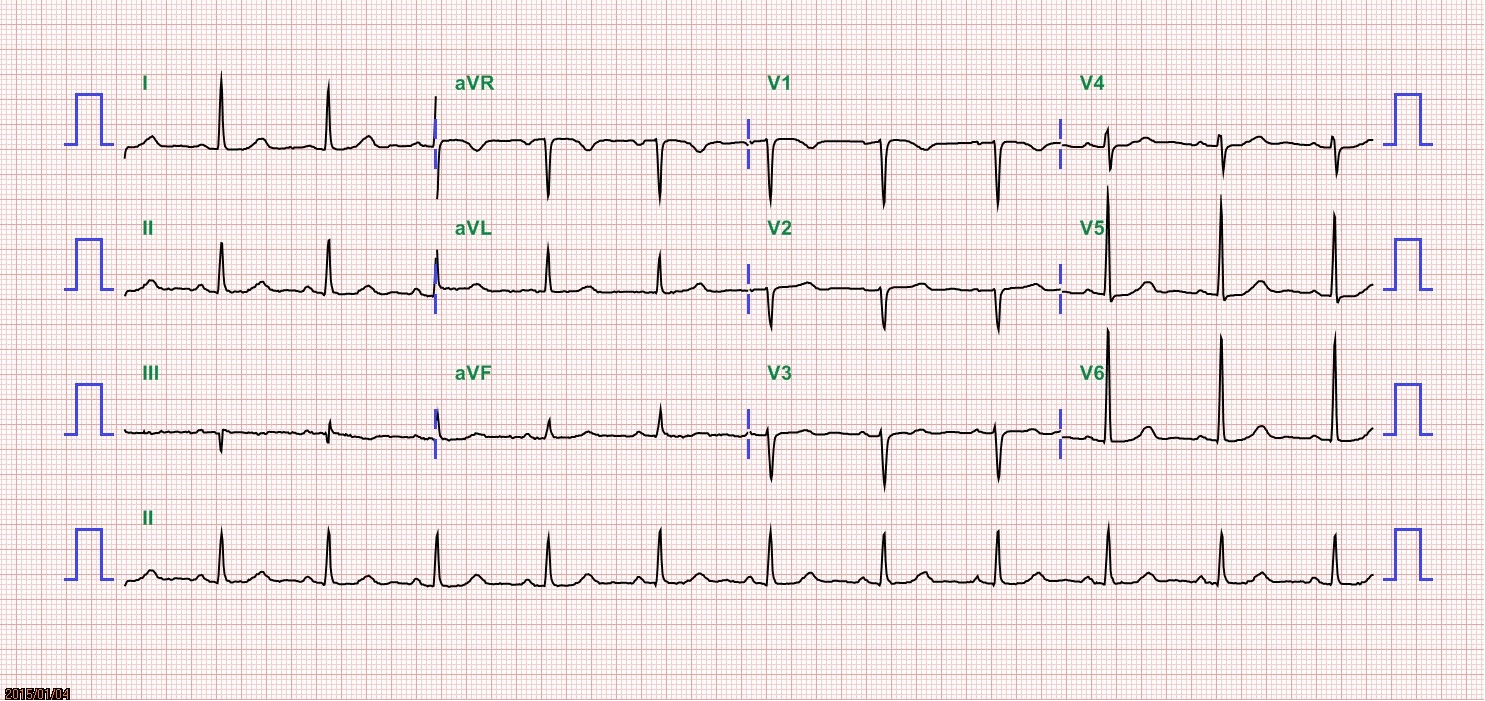 I aVR V1 V4
II aVL V2 V5
III aVF V3 V6
II
2015/01/04